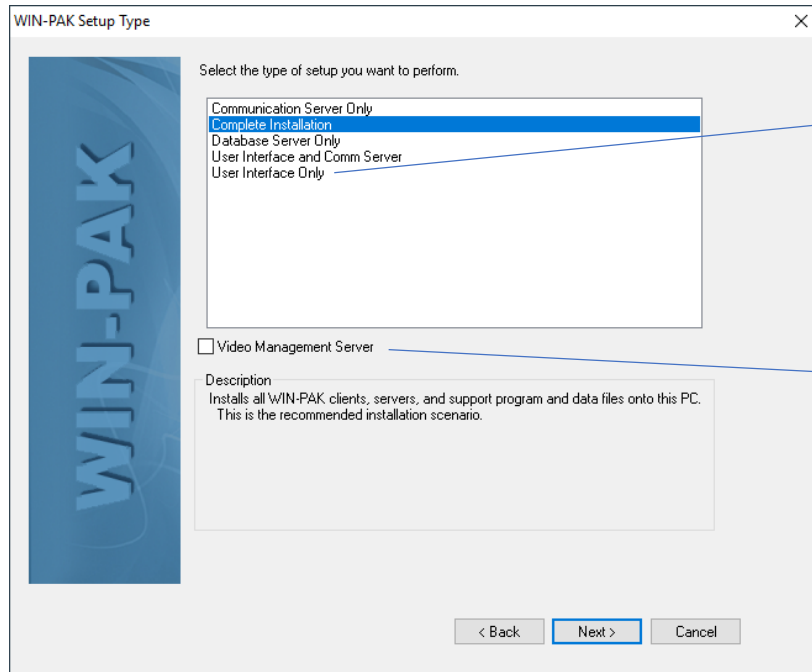 WIN-PAK Setup Type
WIN-PAK
Select the type of setup you want to perform.
Communication Server Only
Complete Installation
Database Server Only
User Interface and Comm Server
User Interface Only
Video Management Server
Description
Installs all WIN-PAK clients, servers, and support program and data files onto this PC.
This is the recommended installation scenario.
< Back
Next >
Cancel